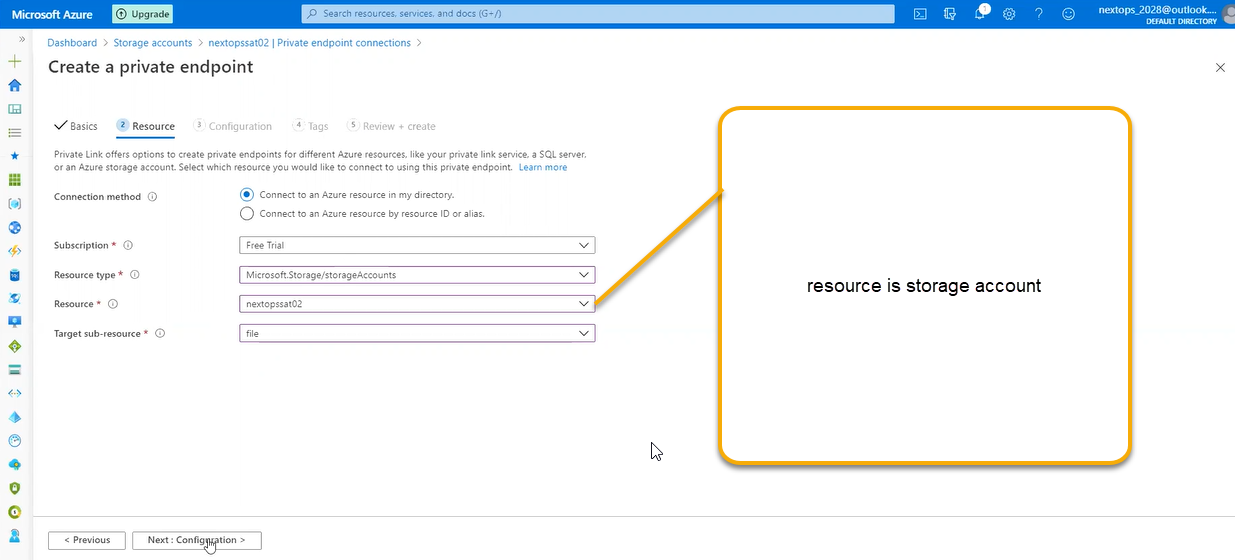 Microsoft Azure
Upgrade
Search resources, services, and docs (G+/)
1
nextops_2028@outlook....
DEFAULT DIRECTORY
Dashboard > Storage accounts > nextopssat02 | Private endpoint connections >
Create a private endpoint
Basics 2 Resource 3 Configuration 4 Tags 5 Review + create
Private Link offers options to create private endpoints for different Azure resources, like your private link service, a SQL server,
or an Azure storage account. Select which resource you would like to connect to using this private endpoint. Learn more
Connection method
Connect to an Azure resource in my directory.
Connect to an Azure resource by resource ID or alias.
Subscription * Free Trial
Resource type * Microsoft.Storage/storageAccounts
Resource * nextopssat02
Target sub-resource * file
resource is storage account
< Previous
Next : Configuration >